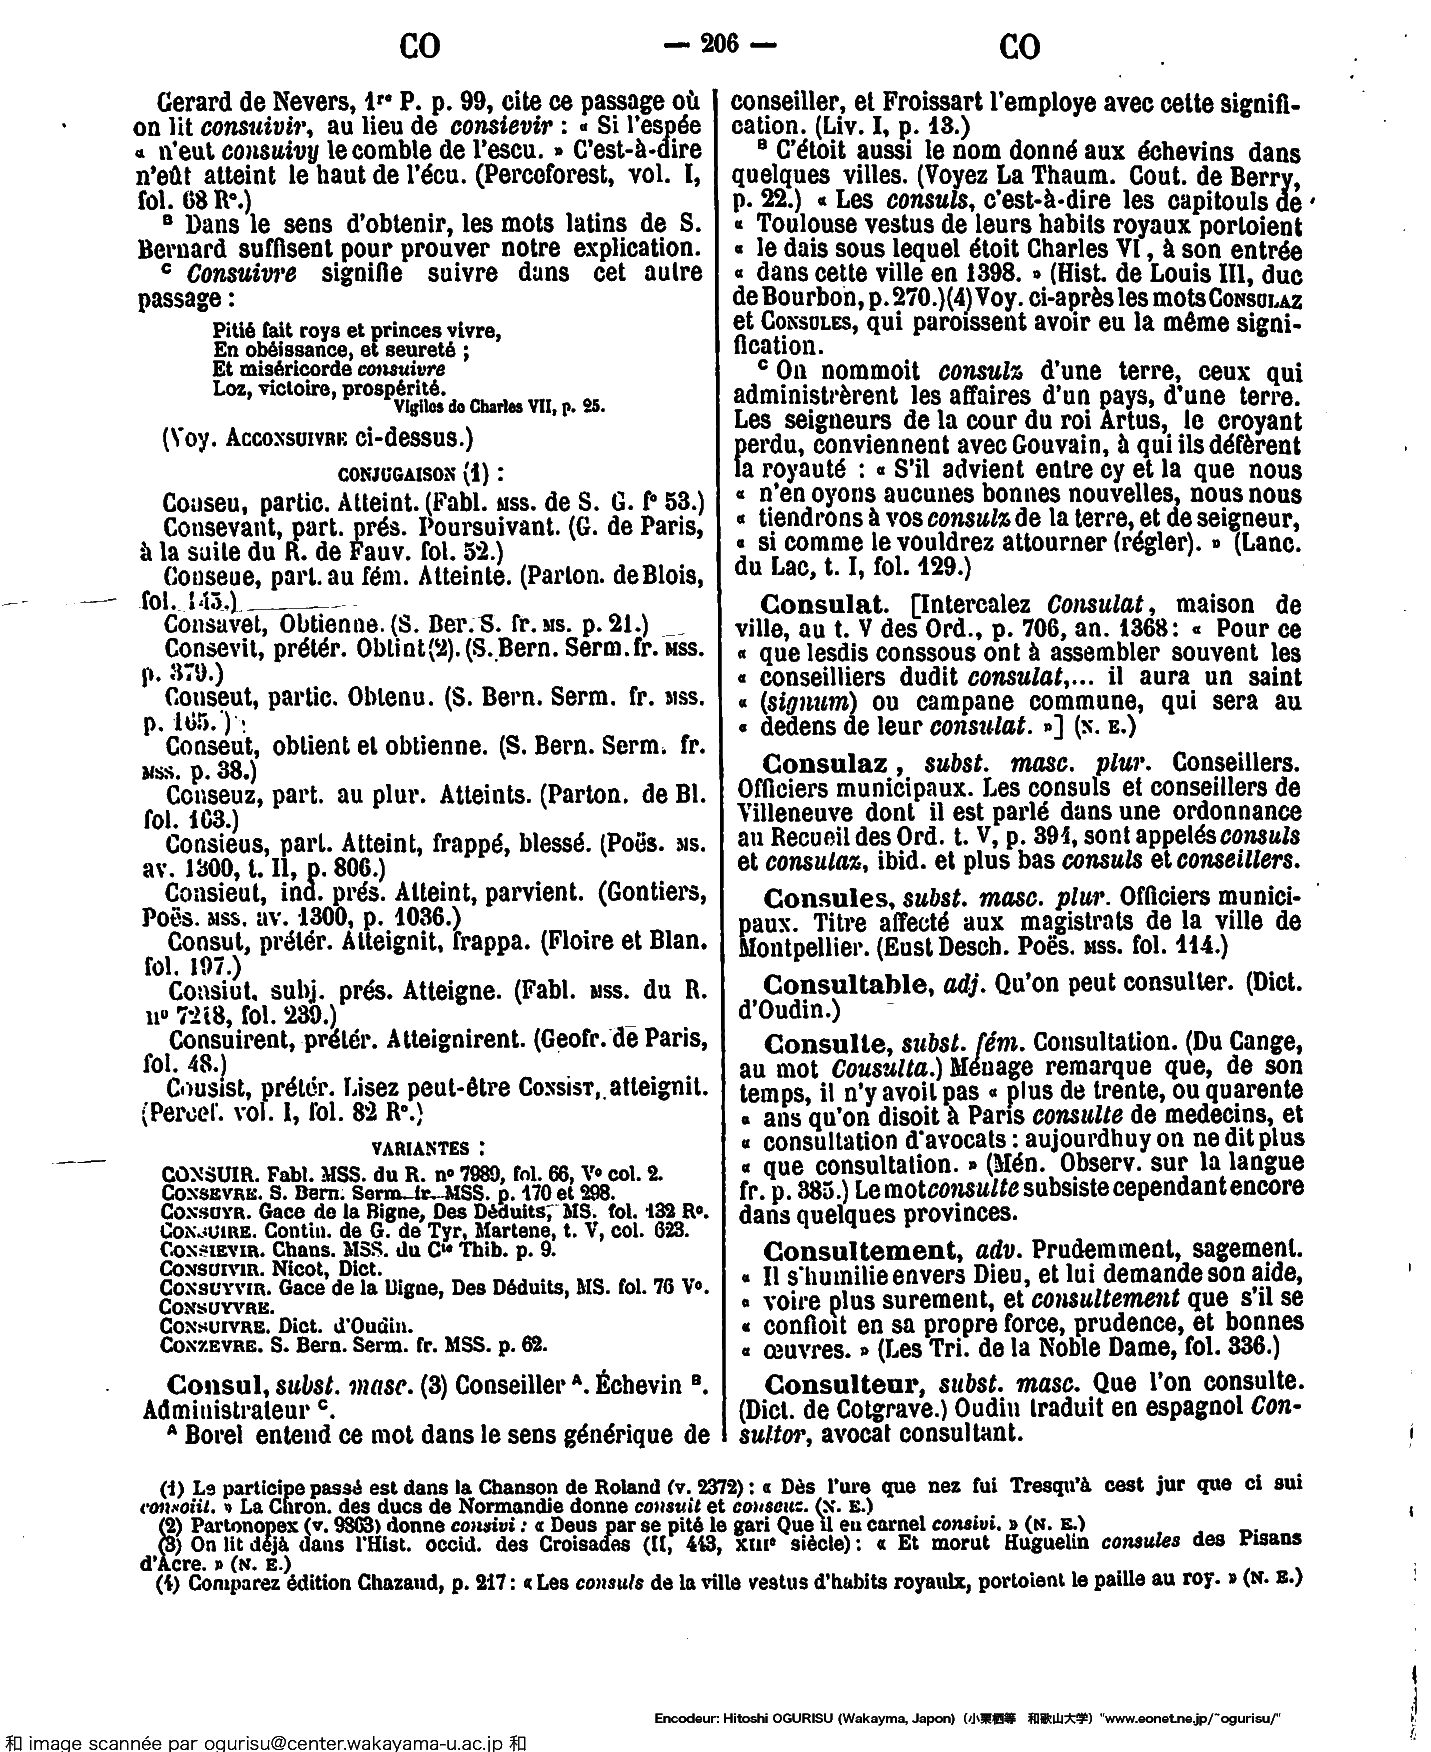 CO — 206 — CO
Gerard de Nevers, 1re P. p. 99, cite ce passage où
on lit consuivir, au lieu de consievir : « Si l'espée
« n'eut consuivy le comble de l'escu. » C'est-à-dire
n'eût atteint le haut de l'écu. (Perceforest, vol. I,
fol. 68 R°.)
B Dans le sens d'obtenir, les mots latins de S.
Bernard suffisent pour prouver notre explication.
C Consuivre signifie suivre dans cet autre
passage :
Pitié fait roys et princes vivre,
En obéissance, et seureté ;
Et miséricorde consuivre
Loz, victoire, prospérité.
Vigiles de Charles VII, p. 25.
(Voy. ACCONSUIVRE ci-dessus.)
CONJUGAISON (1) :
Conseu, partic. Atteint. (Fabl. MSS. de S. G. f° 53.)
Consevant, part. prés. Poursuivant. (G. de Paris,
à la suite du R. de Fauv. fol. 52.)
Conseue, part. au fém. Atteinte. (Parton. de Blois,
fol. 143.)
Consavet, Obtienne. (S. Ber. S. fr. MS. p. 21.)
Consevit, prétér. Obtint (2). (S. Bern. Serm. fr. MSS.
p. 379.)
Conseut, partic. Obtenu. (S. Bern. Serm. fr. MSS.
p. 165.)
Conseut, obtient et obtienne. (S. Bern. Serm. fr.
MSS. p. 38.)
Conseuz, part. au plur. Atteints. (Parton. de Bl.
fol. 163.)
Consieus, part. Atteint, frappé, blessé. (Poës. MS.
av. 1300, t. II, p. 806.)
Consieut, ind. prés. Atteint, parvient. (Gontiers,
Poës. MSS. av. 1300, p. 1036.)
Consut, prétér. Atteignit, frappa. (Floire et Blan.
fol. 197.)
Consiut, subj. prés. Atteigne. (Fabl. MSS. du R.
n° 7218, fol. 239.)
Consuirent, prétér. Atteignirent. (Geofr. de Paris,
fol. 48.)
Cousist, prétér. Lisez peut-être CONSIST, atteignit.
(Percef. vol. I, fol. 82 R°.)
VARIANTES :
CONSUIR. Fabl. MSS. du R. n° 7989, fol. 66, V° col. 2.
CONSEVRE. S. Bern. Serm. fr. MSS. p. 170 et 298.
CONSUYR. Gace de la Bigne, Des Déduits, MS. fol. 132 R°.
CONSUIRE. Contin. de G. de Tyr, Martene, t. V, col. 623.
CONSIEVIR. Chans. MSS. du Cte Thib. p. 9.
CONSUIVIR. Nicot, Dict.
CONSUYVIR. Gace de la Bigne, Des Déduits, MS. fol. 76 V°.
CONSUYVRE.
CONSUIVRE. Dict. d'Oudin.
CONZEVRE. S. Bern. Serm. fr. MSS. p. 62.
Consul, subst. masc. (3) Conseiller A. Échevin B.
Administrateur C.
A Borel entend ce mot dans le sens générique de
conseiller, et Froissart l'employe avec cette signifi-
cation. (Liv. I, p. 13.)
B C'étoit aussi le nom donné aux échevins dans
quelques villes. (Voyez La Thaum. Cout. de Berry,
p. 22.) « Les consuls, c'est-à-dire les capitouls de
« Toulouse vestus de leurs habits royaux portoient
« le dais sous lequel étoit Charles VI, à son entrée
« dans cette ville en 1398. » (Hist. de Louis III, duc
de Bourbon, p. 270.) (4) Voy. ci-après les mots CONSULAZ
et CONSULES, qui paroissent avoir eu la même signi-
fication.
C On nommoit consulz d'une terre, ceux qui
administrèrent les affaires d'un pays, d'une terre.
Les seigneurs de la cour du roi Artus, le croyant
perdu, conviennent avec Gouvain, à qui ils défèrent
la royauté : « S'il advient entre cy et la que nous
« n'en oyons aucunes bonnes nouvelles, nous nous
« tiendrons à vos consulz de la terre, et de seigneur,
« si comme le vouldrez attourner (régler). » (Lanc.
du Lac, t. I, fol. 129.)
Consulat. [Intercalez Consulat, maison de
ville, au t. V des Ord., p. 706, an. 1368 : « Pour ce
« que lesdis conssous ont à assembler souvent les
« conseilliers dudit consulat,... il aura un saint
« (signum) ou campane commune, qui sera au
« dedens de leur consulat. »] (N. E.)
Consulaz, subst. masc. plur. Conseillers.
Officiers municipaux. Les consuls et conseillers de
Villeneuve dont il est parlé dans une ordonnance
au Recueil des Ord. t. V, p. 394, sont appelés consuls
et consulaz, ibid. et plus bas consuls et conseillers.
Consules, subst. masc. plur. Officiers munici-
paux. Titre affecté aux magistrats de la ville de
Montpellier. (Eust Desch. Poës. MSS. fol. 114.)
Consultable, adj. Qu'on peut consulter. (Dict.
d'Oudin.)
Consulte, subst. fém. Consultation. (Du Cange,
au mot Cousulta.) Ménage remarque que, de son
temps, il n'y avoit pas « plus de trente, ou quarente
« ans qu'on disoit à Paris consulte de medecins, et
« consultation d'avocats : aujourdhuy on ne dit plus
« que consultation. » (Mén. Observ. sur la langue
fr. p. 385.) Le mot consulte subsiste cependant encore
dans quelques provinces.
Consultement, adv. Prudemment, sagement.
« Il s'humilie envers Dieu, et lui demande son aide,
« voire plus surement, et consultement que s'il se
« confioit en sa propre force, prudence, et bonnes
« œuvres. » (Les Tri. de la Noble Dame, fol. 336.)
Consulteur, subst. masc. Que l'on consulte.
(Dict. de Cotgrave.) Oudin traduit en espagnol Con-
sultor, avocat consultant.
(1) Le participe passé est dans la Chanson de Roland (v. 2372) : « Dès l'ure que nez fui Tresqu'à cest jur que ci sui
consoüt. » La Chron. des ducs de Normandie donne consuit et conseuz. (N. E.)
(2) Partonopex (v. 9863) donne consivi : « Deus par se pité le gari Que il eu carnel consivi. » (N. E.)
(3) On lit déjà dans l'Hist. occid. des Croisades (II, 443, XIIIe siècle) : « Et morut Huguelin consules des Pisans
d'Acre. » (N. E.)
(4) Comparez édition Chazaud, p. 217 : « Les consuls de la ville vestus d'habits royaulx, portoient le paille au roy. » (N. E.)
Encodeur: Hitoshi OGURISU (Wakayma, Japon) (小栗栖等 和歌山大学) "www.eonet.ne.jp/~ogurisu/"
和 image scannée par ogurisu@center.wakayama-u.ac.jp 和